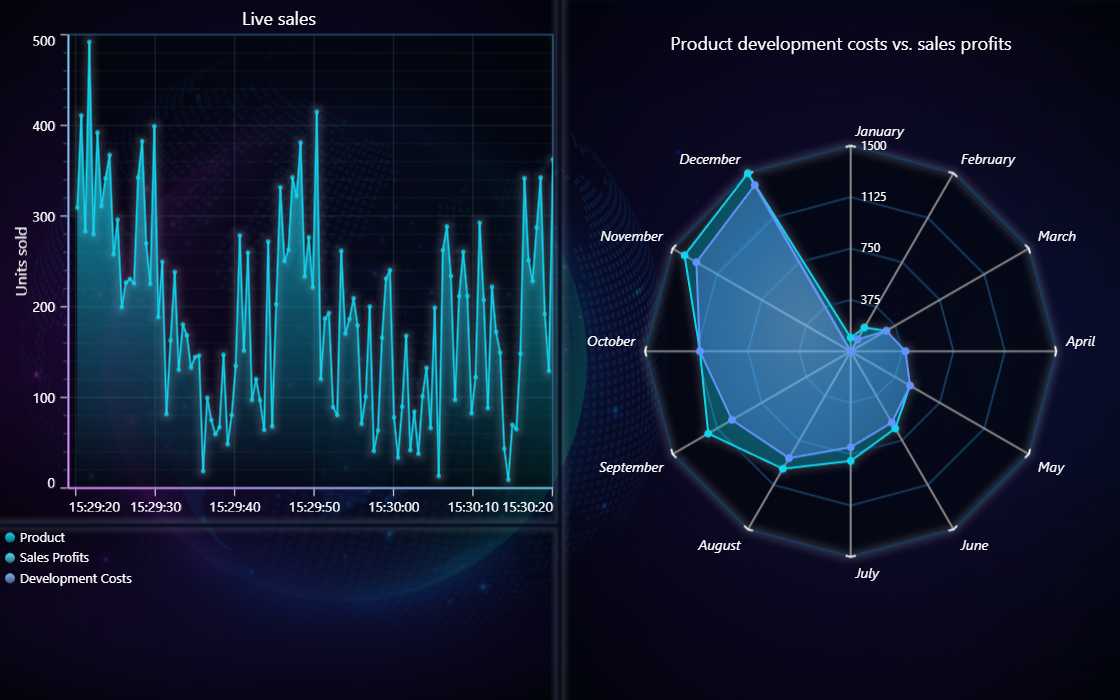 Live sales
500
400
300
200
100
0
Units sold
15:29:20
15:29:30
15:29:40
15:29:50
15:30:00
15:30:10
15:30:20
Product
Sales Profits
Development Costs
Product development costs vs. sales profits
January
February
March
April
May
June
July
August
September
October
November
December
1500
1125
750
375